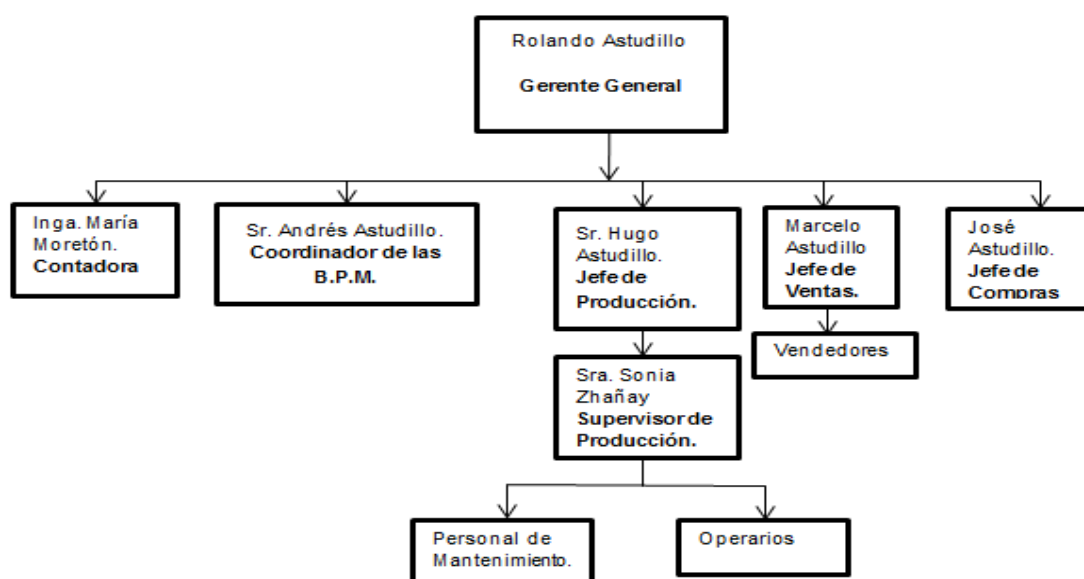 Rolando Astudillo
Gerente General
Inga. María
Moretón.
Contadora
Sr. Andrés Astudillo.
Coordinador de las
B.P.M.
Sr. Hugo
Astudillo.
Jefe de
Producción.
Marcelo
Astudillo
Jefe de
Ventas.
José
Astudillo.
Jefe de
Compras
Vendedores
Sra. Sonia
Zhañay
Supervisor de
Producción.
Personal de
Mantenimiento.
Operarios